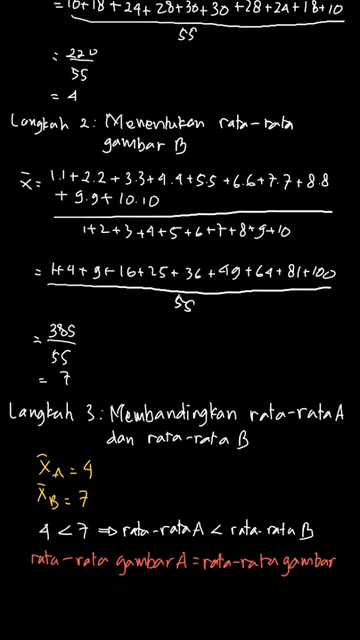 = 10+18+24+28+30+30+28+24+18+10
55
= 220
55
= 4
Langkah 2: Menentukan rata-rata
gambar B
x̄ = 1.1+2.2+3.3+4.4+5.5+6.6+7.7+8.8
+ 9.9+10.10
1+2+3+4+5+6+7+8+9+10
= 1+4+9+16+25+36+49+64+81+100
55
= 385
55
= 7
Langkah 3: Membandingkan rata-rata A
dan rata-rata B
x̄ A = 4
x̄ B = 7
4 < 7 ⇒ rata-rata A < rata-rata B
rata-rata gambar A = rata-rata gambar